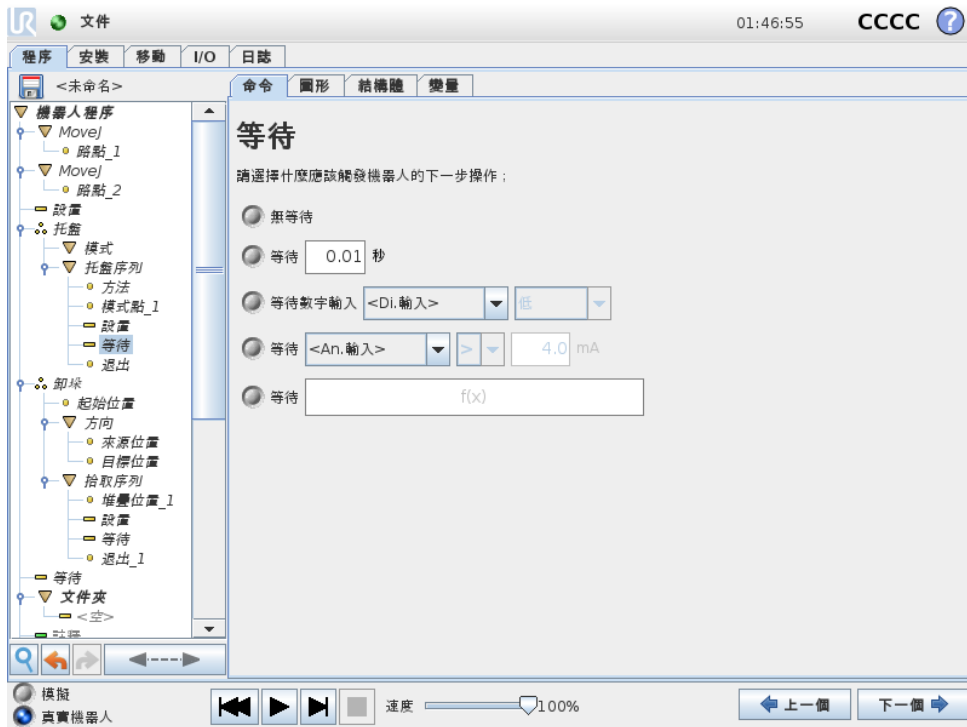 UR 文件 01:46:55 CCCC ?
程序 安裝 移動 I/O 日誌
<未命名>
命令 圖形 結構體 變量
機器人程序
MoveJ
路點_1
MoveJ
路點_2
設置
托盤
模式
托盤序列
方法
模式點_1
設置
等待
退出
卸垛
起始位置
方向
來源位置
目標位置
拾取序列
堆疊位置_1
設置
等待
退出_1
等待
文件夾
<空>
等待
請選擇什麼應該觸發機器人的下一步操作：
無等待
等待 0.01 秒
等待數字輸入 <Di.輸入> 低
等待 <An.輸入> > 4.0 mA
等待 f(x)
模擬
真實機器人
速度 100%
上一個 下一個